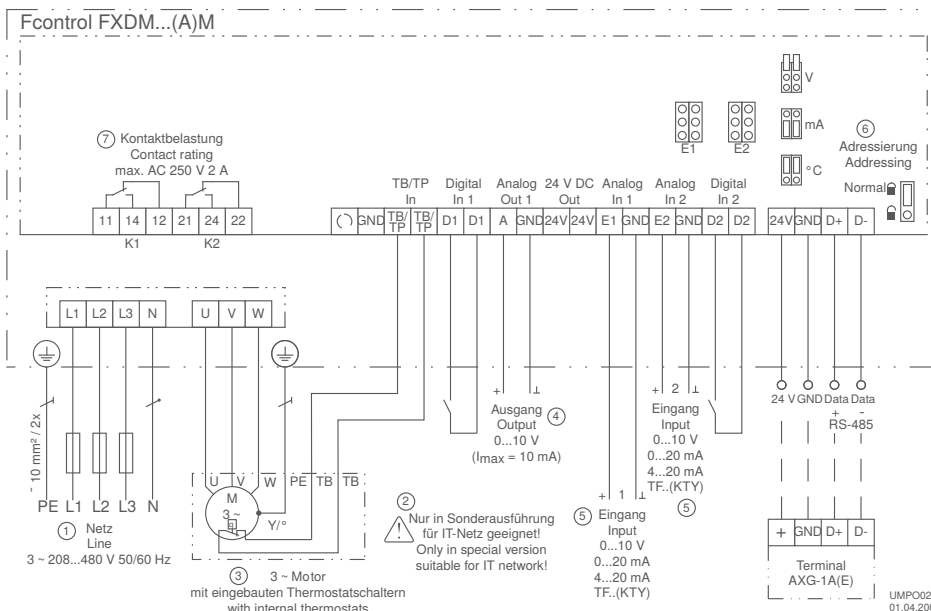 Fcontrol FXDM...(A)M
V
mA
°C
E1
E2
⑥
Adressierung
Addressing
Normal
⑦ Kontaktbelastung
Contact rating
max. AC 250 V 2 A
11 14 12 21 24 22
K1 K2
TB/TP Digital Analog 24 V DC Analog Analog Digital
In In 1 Out 1 Out In 1 In 2 In 2
GND TB/TP TB/TP D1 D1 A GND 24V 24V E1 GND E2 GND D2 D2
24V GND D+ D-
L1 L2 L3 N
U V W
~ 10 mm² / 2x
PE L1 L2 L3 N
① Netz
Line
3 ~ 208...480 V 50/60 Hz
U V W PE TB TB
M
3 ~
Y/°
③ 3 ~ Motor
mit eingebauten Thermostatschaltern
with internal thermostats
②
Nur in Sonderausführung
für IT-Netz geeignet!
Only in special version
suitable for IT network!
+ ⊥
Ausgang
Output ④
0...10 V
(Imax = 10 mA)
+ 1 ⊥
⑤ Eingang
Input
0...10 V
0...20 mA
4...20 mA
TF..(KTY)
+ 2 ⊥
Eingang
Input
0...10 V
0...20 mA
4...20 mA
TF..(KTY)
⑤
24 V GND Data Data
+ -
RS-485
+ GND D+ D-
Terminal
AXG-1A(E)